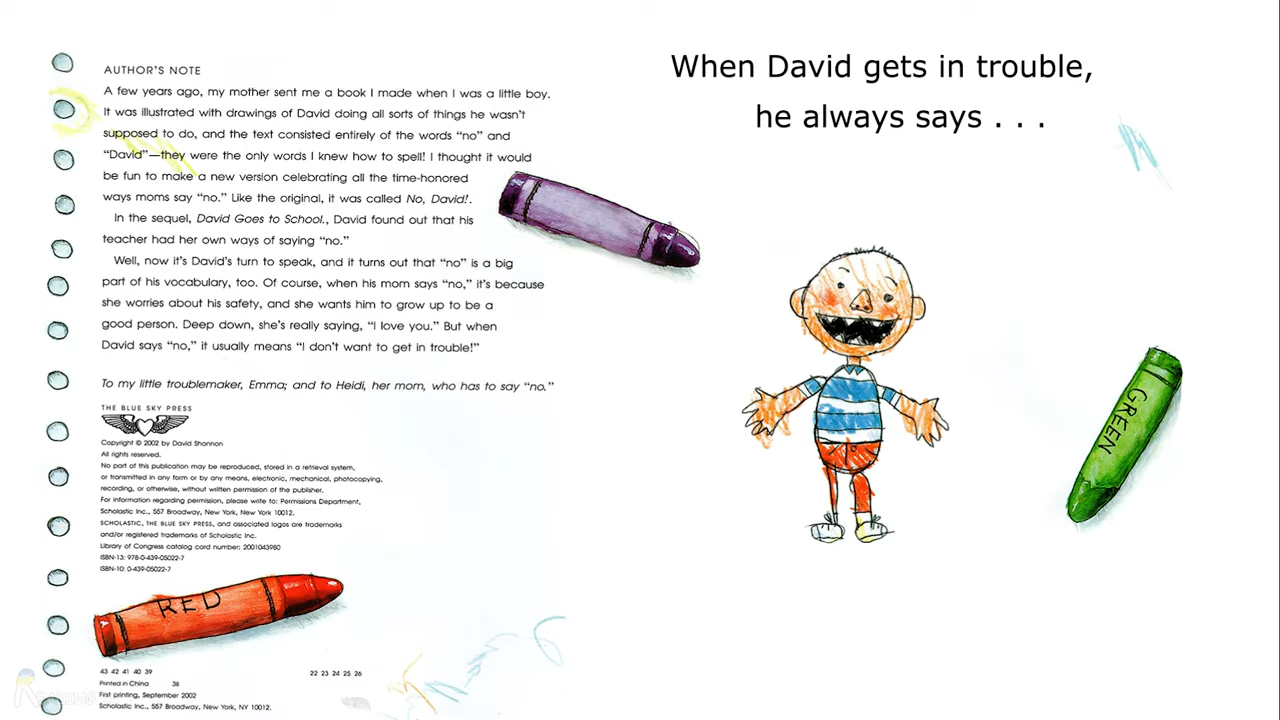 AUTHOR'S NOTE
A few years ago, my mother sent me a book I made when I was a little boy.
It was illustrated with drawings of David doing all sorts of things he wasn't
supposed to do, and the text consisted entirely of the words "no" and
"David"—they were the only words I knew how to spell! I thought it would
be fun to make a new version celebrating all the time-honored
ways moms say "no." Like the original, it was called No, David!.
In the sequel, David Goes to School., David found out that his
teacher had her own ways of saying "no."
Well, now it's David's turn to speak, and it turns out that "no" is a big
part of his vocabulary, too. Of course, when his mom says "no," it's because
she worries about his safety, and she wants him to grow up to be a
good person. Deep down, she's really saying, "I love you." But when
David says "no," it usually means "I don't want to get in trouble!"
To my little troublemaker, Emma; and to Heidi, her mom, who has to say "no."
THE BLUE SKY PRESS
Copyright © 2002 by David Shannon
All rights reserved.
No part of this publication may be reproduced, stored in a retrieval system,
or transmitted in any form or by any means, electronic, mechanical, photocopying,
recording, or otherwise, without written permission of the publisher.
For information regarding permission, please write to: Permissions Department,
Scholastic Inc., 557 Broadway, New York, New York 10012.
SCHOLASTIC, THE BLUE SKY PRESS, and associated logos are trademarks
and/or registered trademarks of Scholastic Inc.
Library of Congress catalog card number: 2001043980
ISBN-13: 978-0-439-05022-7
ISBN-10: 0-439-05022-7
RED
43 42 41 40 39 22 23 24 25 26
Printed in China 38
First printing, September 2002
Scholastic Inc., 557 Broadway, New York, NY 10012.
When David gets in trouble,
he always says . . .
GREEN